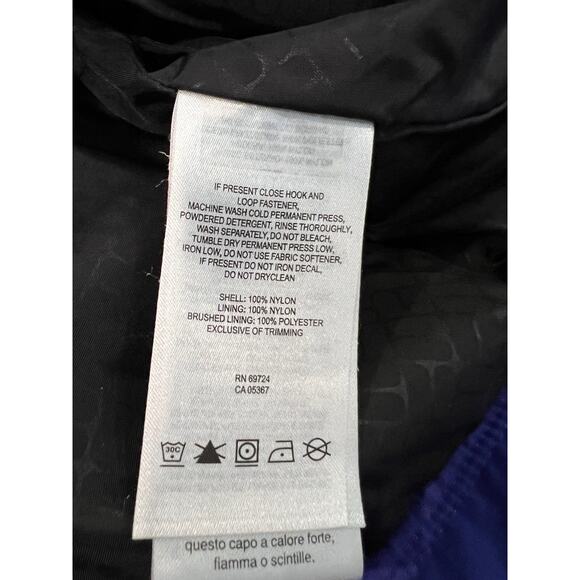 IF PRESENT CLOSE HOOK AND
LOOP FASTENER,
MACHINE WASH COLD PERMANENT PRESS,
POWDERED DETERGENT, RINSE THOROUGHLY,
WASH SEPARATELY, DO NOT BLEACH,
TUMBLE DRY PERMANENT PRESS LOW,
IRON LOW, DO NOT USE FABRIC SOFTENER,
IF PRESENT DO NOT IRON DECAL,
DO NOT DRYCLEAN
SHELL: 100% NYLON
LINING: 100% NYLON
BRUSHED LINING: 100% POLYESTER
EXCLUSIVE OF TRIMMING
RN 69724
CA 05367
30C
questo capo a calore forte,
fiamma o scintille.